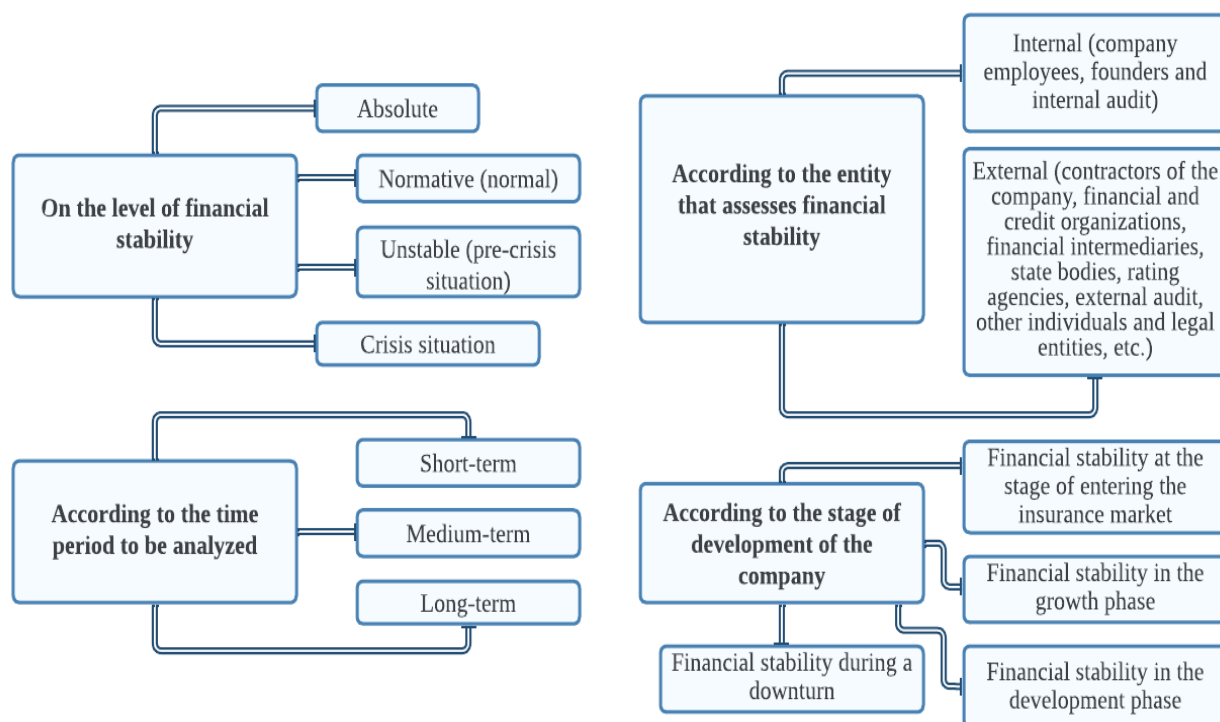 On the level of financial
stability
Absolute
Normative (normal)
Unstable (pre-crisis
situation)
Crisis situation
According to the time
period to be analyzed
Short-term
Medium-term
Long-term
According to the entity
that assesses financial
stability
Internal (company
employees, founders and
internal audit)
External (contractors of the
company, financial and
credit organizations,
financial intermediaries,
state bodies, rating
agencies, external audit,
other individuals and legal
entities, etc.)
According to the stage of
development of the
company
Financial stability at the
stage of entering the
insurance market
Financial stability in the
growth phase
Financial stability in the
development phase
Financial stability during a
downturn